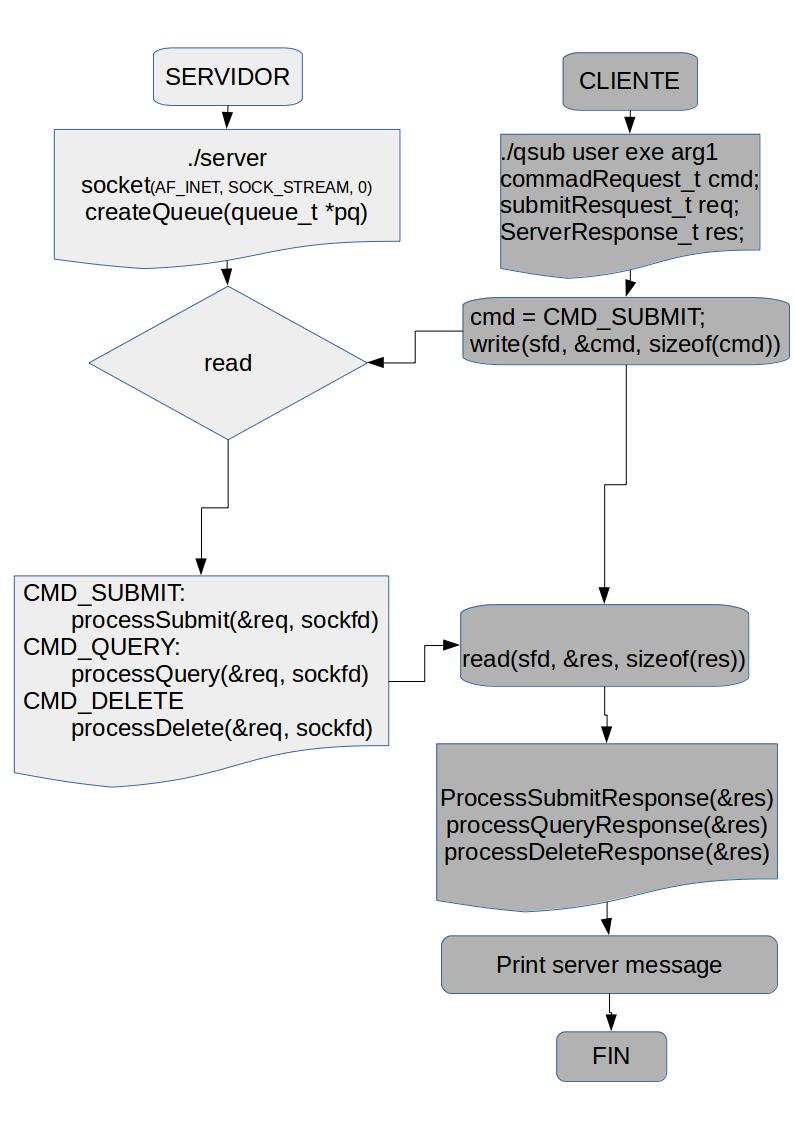 SERVIDOR
./server
socket(AF_INET, SOCK_STREAM, 0)
createQueue(queue_t *pq)
read
CMD_SUBMIT:
processSubmit(&req, sockfd)
CMD_QUERY:
processQuery(&req, sockfd)
CMD_DELETE
processDelete(&req, sockfd)
CLIENTE
./qsub user exe arg1
commadRequest_t cmd;
submitResquest_t req;
ServerResponse_t res;
cmd = CMD_SUBMIT;
write(sfd, &cmd, sizeof(cmd))
read(sfd, &res, sizeof(res))
ProcessSubmitResponse(&res)
processQueryResponse(&res)
processDeleteResponse(&res)
Print server message
FIN